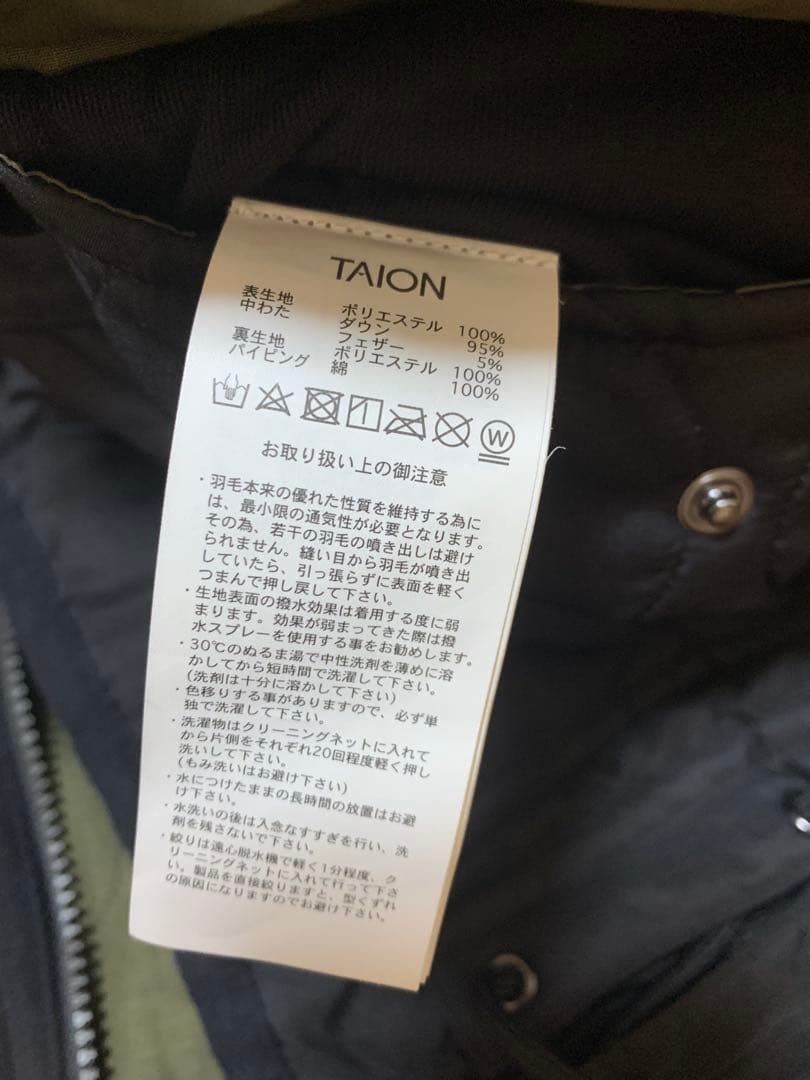 TAION
表生地 ポリエステル 100%
中わた ダウン 95%
フェザー 5%
裏生地 ポリエステル 100%
パイピング 綿 100%
W
お取り扱い上の御注意
・羽毛本来の優れた性質を維持する為に
は、最小限の通気性が必要となります。
その為、若干の羽毛の噴き出しは避け
られません。縫い目から羽毛が噴き出
していたら、引っ張らずに表面を軽く
つまんで押し戻して下さい。
・生地表面の撥水効果は着用する度に弱
まります。効果が弱まってきた際は撥
水スプレーを使用する事をお勧めします。
・30℃のぬるま湯で中性洗剤を薄めに溶
かしてから短時間で洗濯して下さい。
(洗剤は十分に溶かして下さい)
・色移りする事がありますので、必ず単
独で洗濯して下さい。
・洗濯物はクリーニングネットに入れて
から片側をそれぞれ20回程度軽く押し
洗いして下さい。
(もみ洗いはお避け下さい)
・水につけたままの長時間の放置はお避
け下さい。
・水洗いの後は入念なすすぎを行い、洗
剤を残さないで下さい。
・絞りは遠心脱水機で軽く1分程度、ク
リーニングネットに入れて行って下さ
い。製品を直接絞りますと、型くずれ
の原因になりますのでお避け下さい。